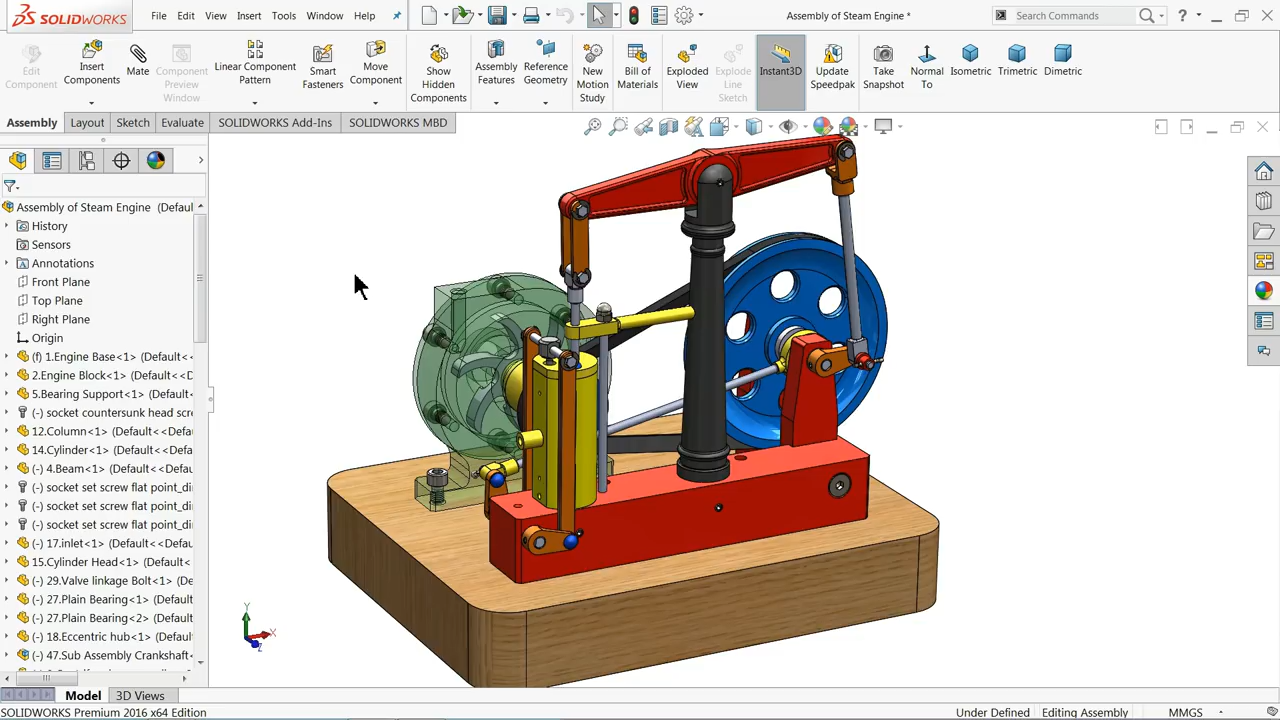 SOLIDWORKS
File Edit View Insert Tools Window Help
Assembly of Steam Engine *
Search Commands
?
Edit Component
Insert Components
Mate
Component Preview Window
Linear Component Pattern
Smart Fasteners
Move Component
Show Hidden Components
Assembly Features
Reference Geometry
New Motion Study
Bill of Materials
Exploded View
Explode Line Sketch
Instant3D
Update Speedpak
Take Snapshot
Normal To
Isometric
Trimetric
Dimetric
Assembly Layout Sketch Evaluate SOLIDWORKS Add-Ins SOLIDWORKS MBD
Assembly of Steam Engine (Defaul
History
Sensors
Annotations
Front Plane
Top Plane
Right Plane
Origin
(f) 1.Engine Base<1> (Default<<
2.Engine Block<1> (Default<<D
5.Bearing Support<1> (Default<
(-) socket countersunk head scre
12.Column<1> (Default<<Defau
14.Cylinder<1> (Default<<Defau
(-) 4.Beam<1> (Default<<Defau
(-) socket set screw flat point_di
(-) socket set screw flat point_di
(-) socket set screw flat point_di
(-) 17.inlet<1> (Default<<Defau
15.Cylinder Head<1> (Default<
(-) 29.Valve linkage Bolt<1> (De
(-) 27.Plain Bearing<1> (Default
(-) 27.Plain Bearing<2> (Default
(-) 18.Eccentric hub<1> (Default
(-) 47.Sub Assembly Crankshaft
Y
X
Z
Model 3D Views
SOLIDWORKS Premium 2016 x64 Edition
Under Defined Editing Assembly MMGS